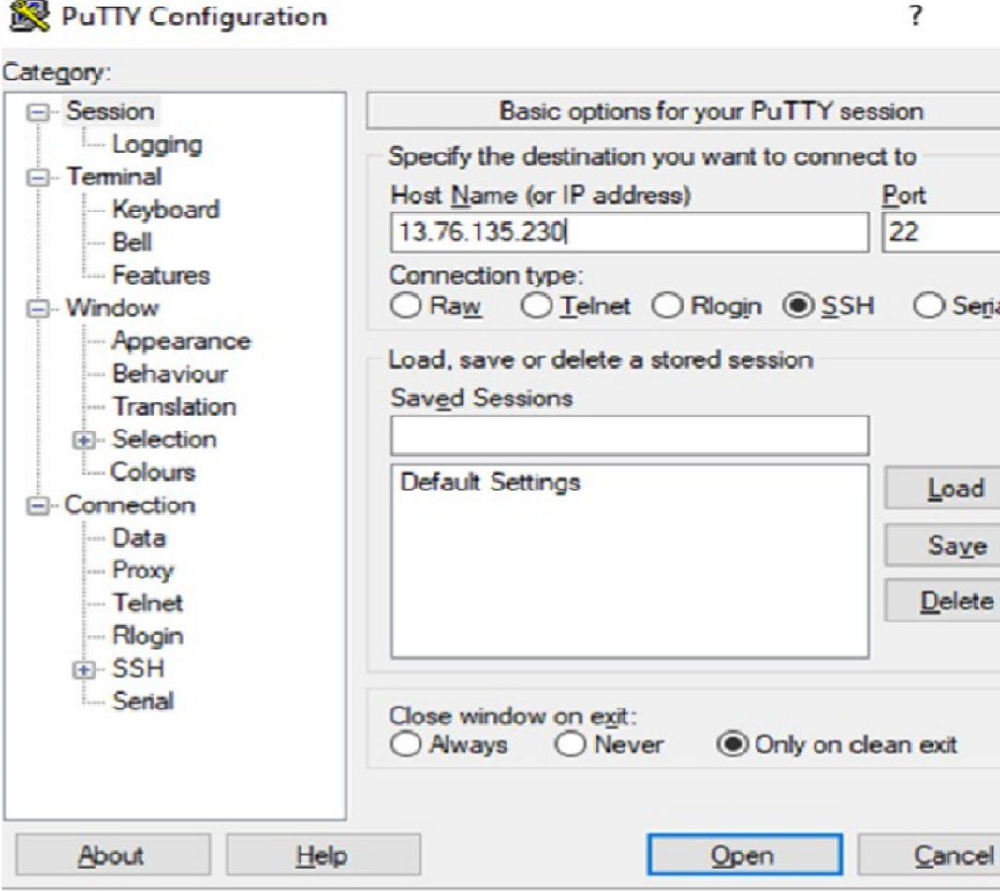 PuTTY Configuration ?
Category:
Session
Logging
Terminal
Keyboard
Bell
Features
Window
Appearance
Behaviour
Translation
Selection
Colours
Connection
Data
Proxy
Telnet
Rlogin
SSH
Serial
Basic options for your PuTTY session
Specify the destination you want to connect to
Host Name (or IP address) Port
13.76.135.230 22
Connection type:
Raw Telnet Rlogin SSH Seria
Load, save or delete a stored session
Saved Sessions
Default Settings
Load
Save
Delete
Close window on exit:
Always Never Only on clean exit
About Help Open Cancel